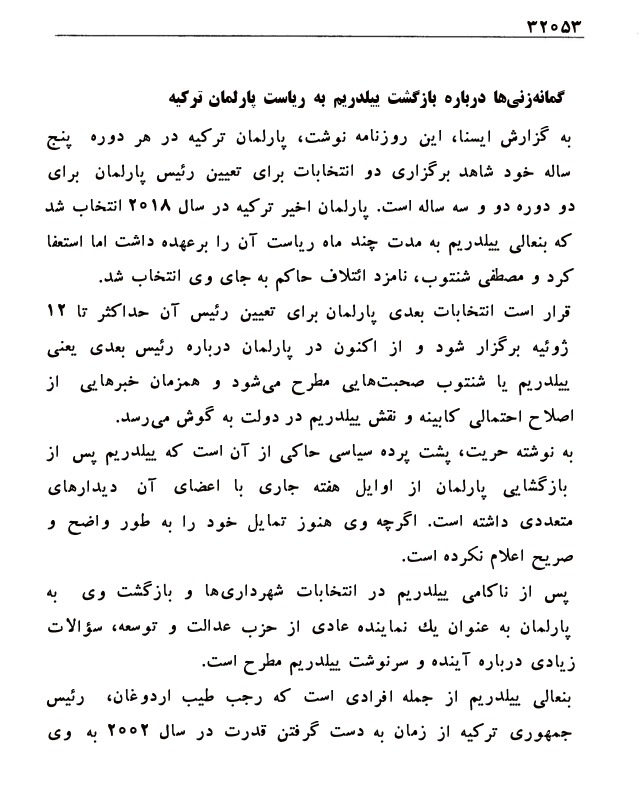 ۳۲۰۵۳
گمانه‌زنی‌ها درباره بازگشت ییلدریم به ریاست پارلمان ترکیه
به گزارش ایسنا، این روزنامه نوشت، پارلمان ترکیه در هر دوره پنج
ساله خود شاهد برگزاری دو انتخابات برای تعیین رئیس پارلمان برای
دو دوره دو و سه ساله است. پارلمان اخیر ترکیه در سال ۲۰۱۸ انتخاب شد
که بنعالی ییلدریم به مدت چند ماه ریاست آن را برعهده داشت اما استعفا
کرد و مصطفی شنتوب، نامزد ائتلاف حاکم به جای وی انتخاب شد.
قرار است انتخابات بعدی پارلمان برای تعیین رئیس آن حداکثر تا ۱۲
ژوئیه برگزار شود و از اکنون در پارلمان درباره رئیس بعدی یعنی
ییلدریم یا شنتوب صحبت‌هایی مطرح می‌شود و همزمان خبرهایی از
اصلاح احتمالی کابینه و نقش ییلدریم در دولت به گوش می‌رسد.
به نوشته حریت، پشت پرده سیاسی حاکی از آن است که ییلدریم پس از
بازگشایی پارلمان از اوایل هفته جاری با اعضای آن دیدارهای
متعددی داشته است. اگرچه وی هنوز تمایل خود را به طور واضح و
صریح اعلام نکرده است.
پس از ناکامی ییلدریم در انتخابات شهرداری‌ها و بازگشت وی به
پارلمان به عنوان یك نماینده عادی از حزب عدالت و توسعه، سؤالات
زیادی درباره آینده و سرنوشت ییلدریم مطرح است.
بنعالی ییلدریم از جمله افرادی است که رجب طیب اردوغان، رئیس
جمهوری ترکیه از زمان به دست گرفتن قدرت در سال ۲۰۰۲ به وی